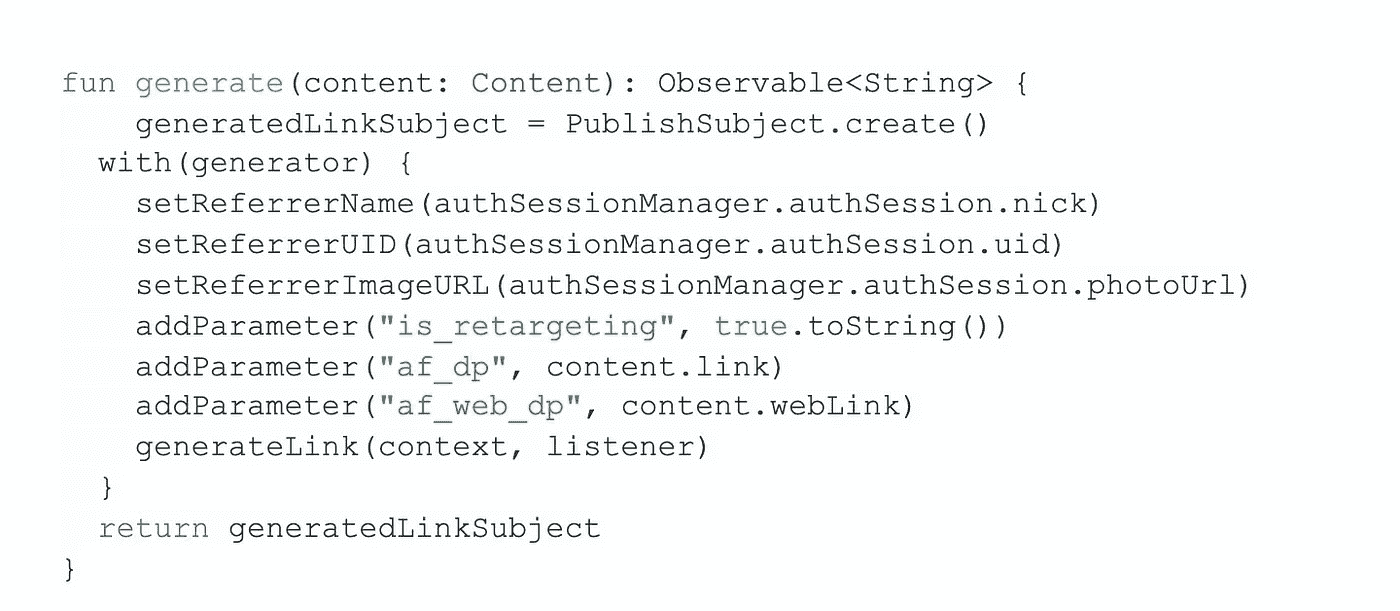 fun generate(content: Content): Observable<String> {
    generatedLinkSubject = PublishSubject.create()
  with(generator) {
    setReferrerName(authSessionManager.authSession.nick)
    setReferrerUID(authSessionManager.authSession.uid)
    setReferrerImageURL(authSessionManager.authSession.photoUrl)
    addParameter("is_retargeting", true.toString())
    addParameter("af_dp", content.link)
    addParameter("af_web_dp", content.webLink)
    generateLink(context, listener)
  }
  return generatedLinkSubject
}